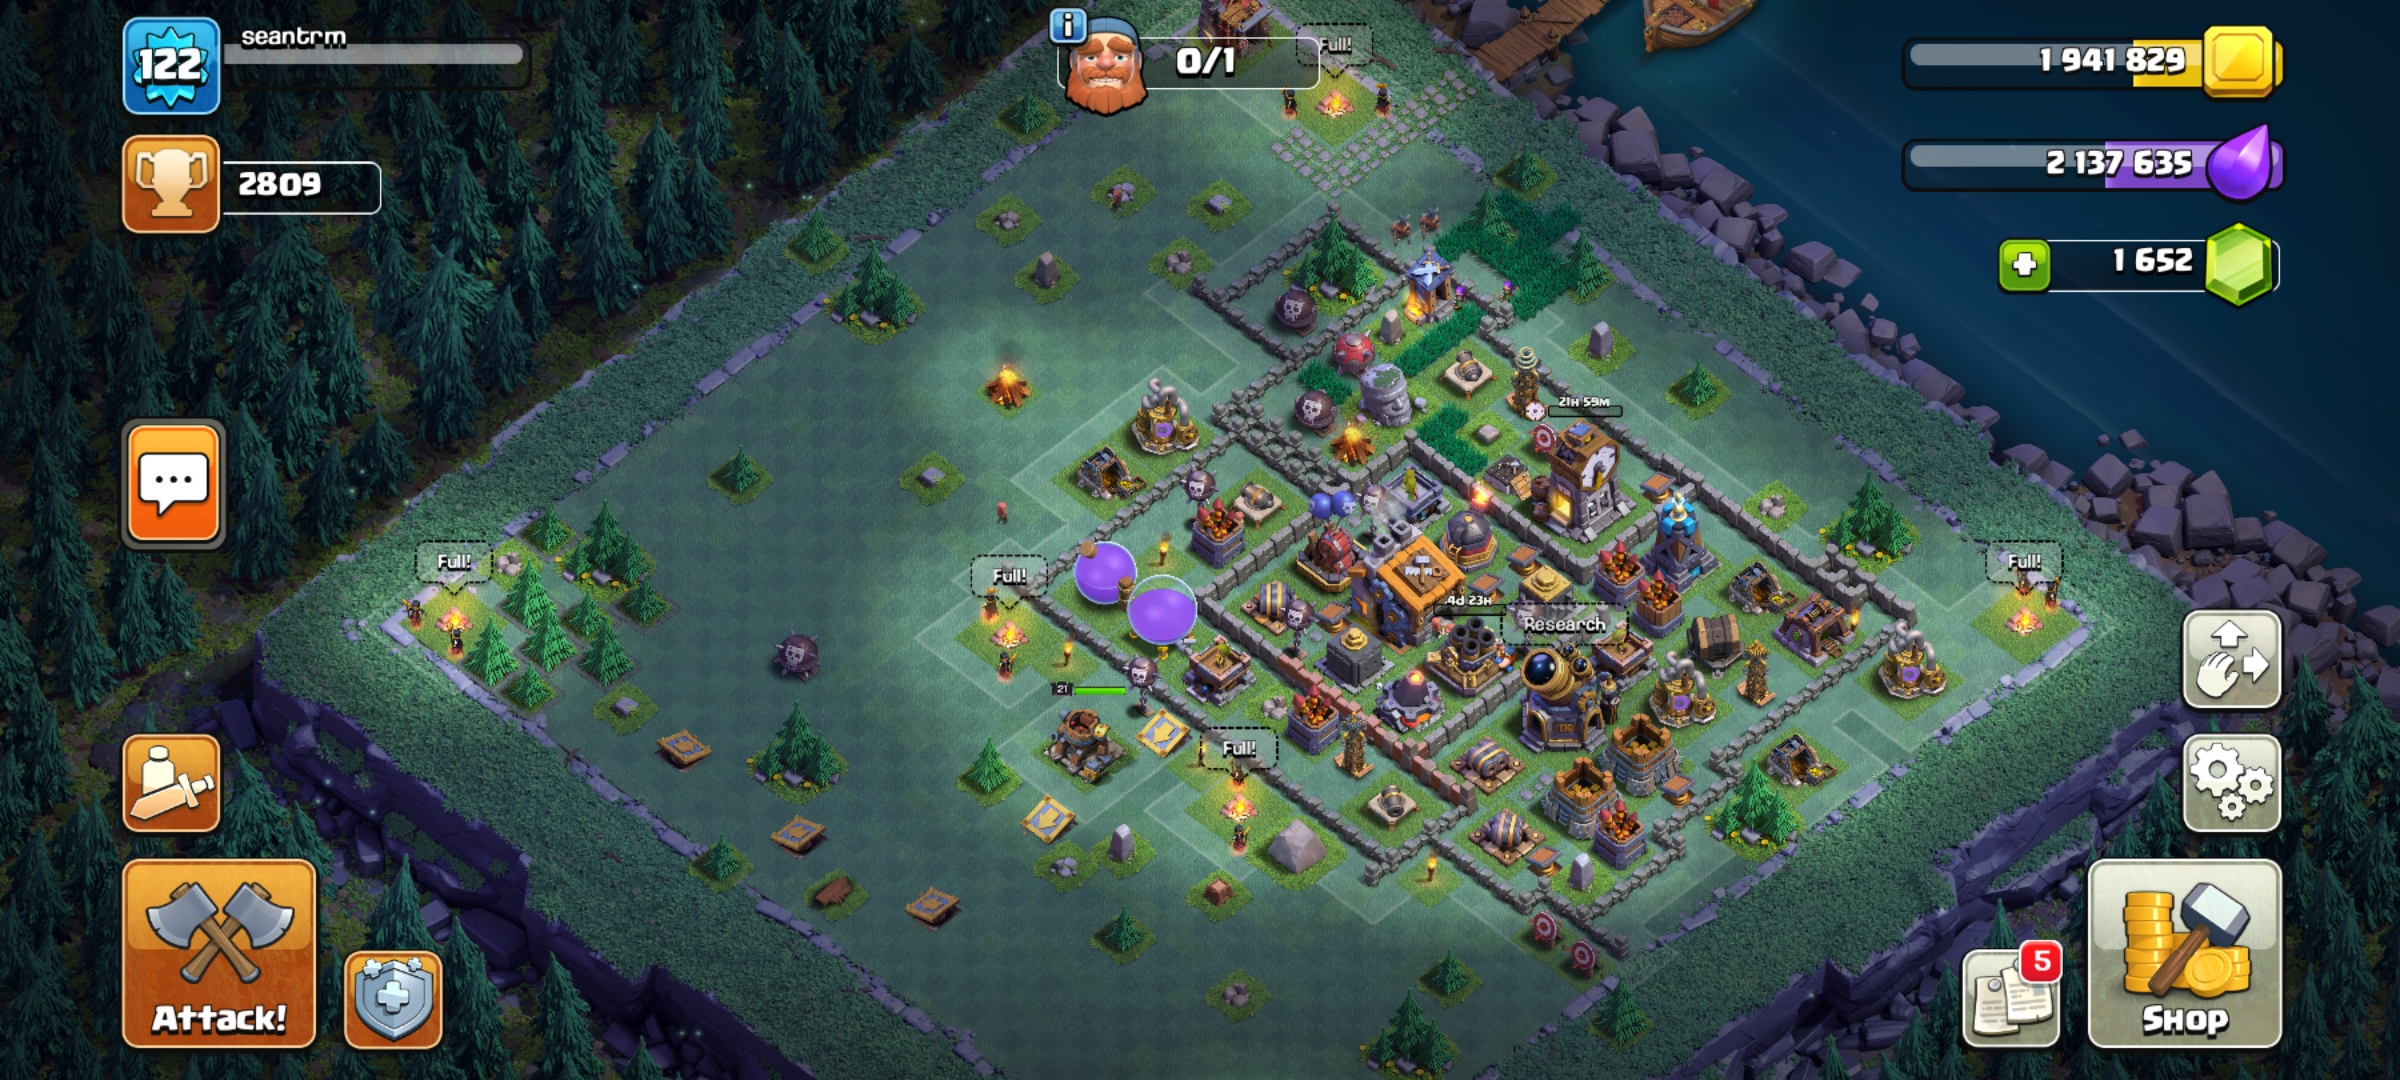 122
seantrm
2809
i
0/1
Full!
1 941 829
2 137 635
1 652
21H 59M
Full!
Full!
Full!
4d 23H
Research
21
Full!
Attack!
5
Shop